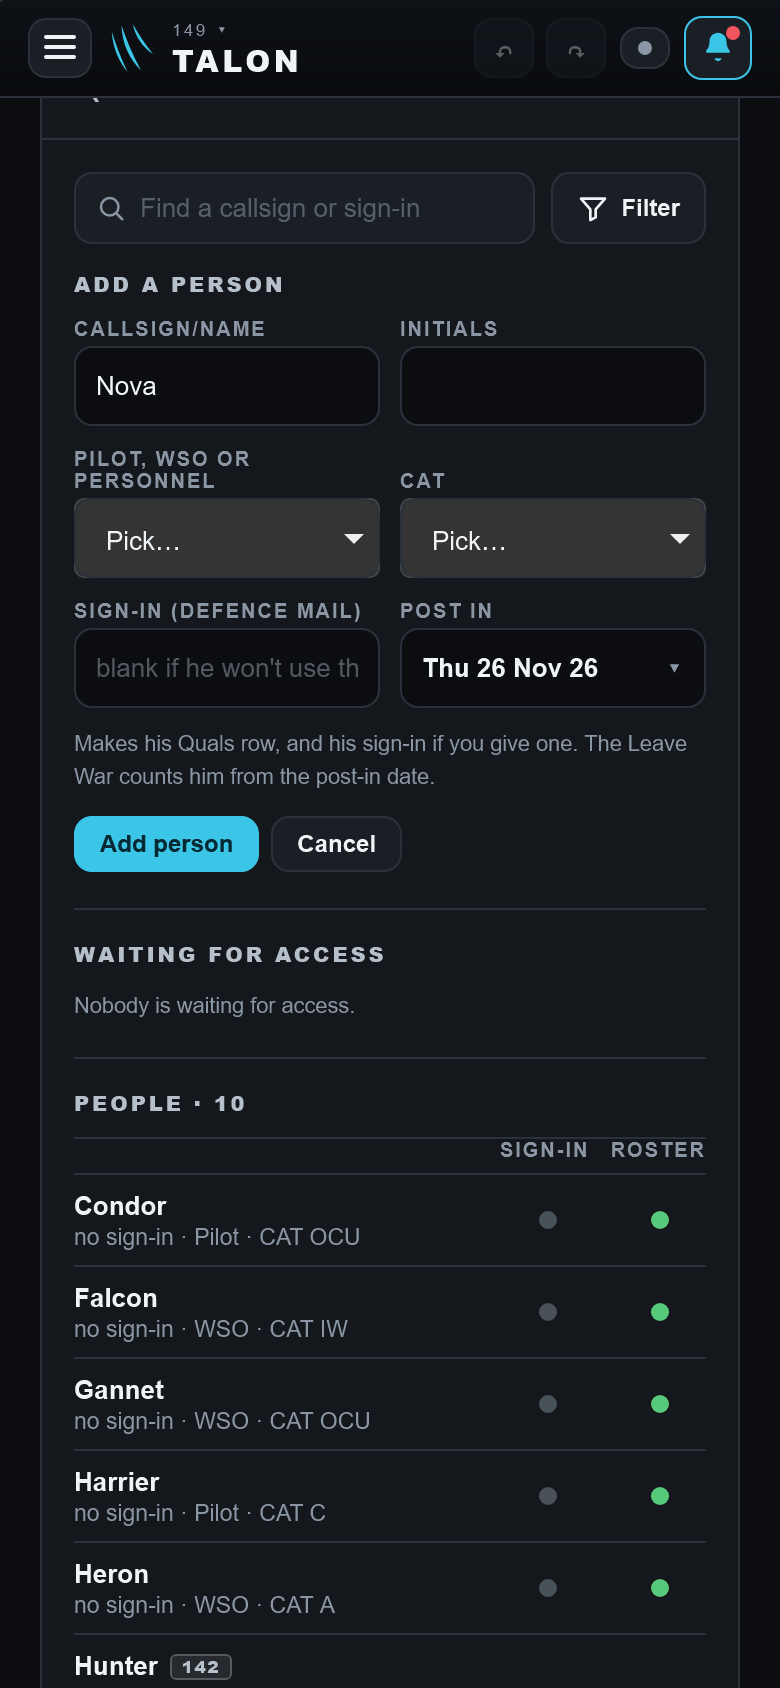 149 ▾
TALON
Find a callsign or sign-in
Filter
ADD A PERSON
CALLSIGN/NAME
INITIALS
Nova
PILOT, WSO OR
PERSONNEL
CAT
Pick...
Pick...
SIGN-IN (DEFENCE MAIL)
POST IN
blank if he won't use th
Thu 26 Nov 26 ▾
Makes his Quals row, and his sign-in if you give one. The Leave
War counts him from the post-in date.
Add person
Cancel
WAITING FOR ACCESS
Nobody is waiting for access.
PEOPLE · 10
SIGN-IN ROSTER
Condor
no sign-in · Pilot · CAT OCU
Falcon
no sign-in · WSO · CAT IW
Gannet
no sign-in · WSO · CAT OCU
Harrier
no sign-in · Pilot · CAT C
Heron
no sign-in · WSO · CAT A
Hunter 142